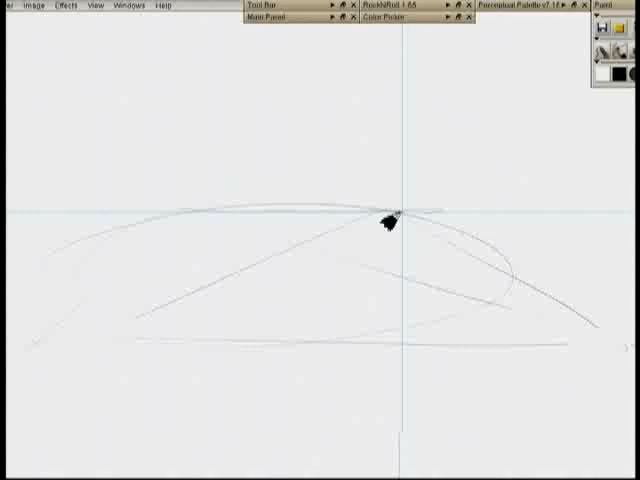 Image Effects View Windows Help
Tool Bar RockNRoll 1.65 Perceptual Palette v7.1 Paint
Main Panel Color Picker